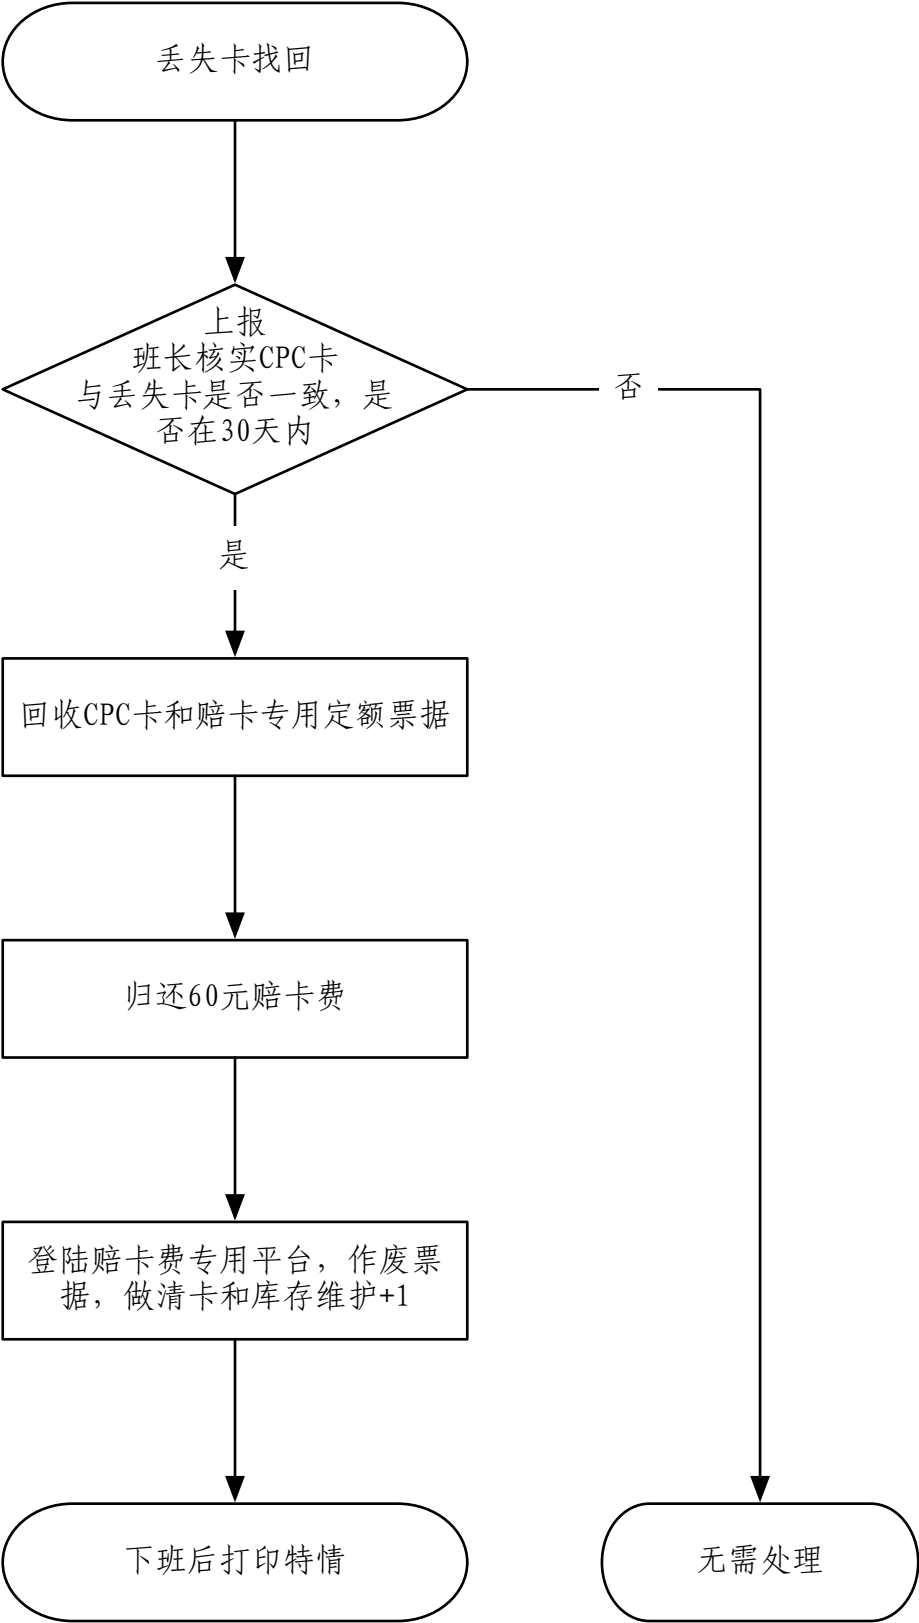 丢失卡找回
上报
班长核实CPC卡
与丢失卡是否一致，是
否在30天内
否
是
回收CPC卡和赔卡专用定额票据
归还60元赔卡费
登陆赔卡费专用平台，作废票
据，做清卡和库存维护+1
下班后打印特情
无需处理